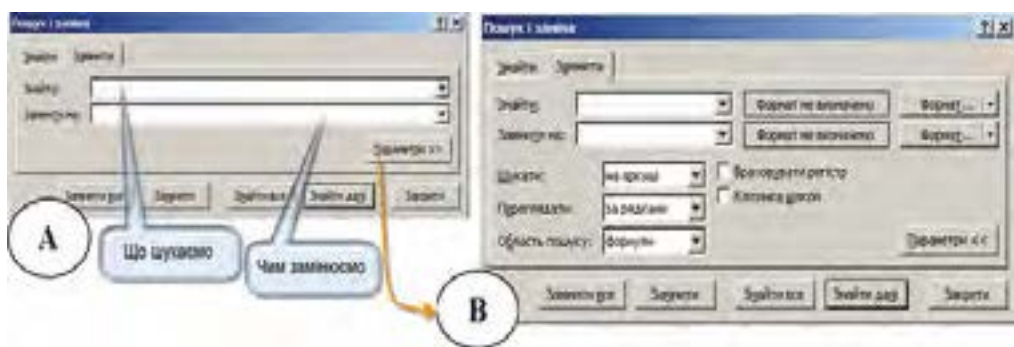 Пошук і заміна
Знайти Замінити
Знайти:
Замінити на:
Параметри >>
Замінити все Замінити Знайти все Знайти далі Закрити
А
Що шукаємо
Чим замінюємо
Пошук і заміна
Знайти Замінити
Знайти: Формат не визначено Формат...
Замінити на: Формат не визначено Формат...
Шукати: на аркуші Враховувати регістр
Переглядати: за рядками Клітинка цілком
Область пошуку: формули Параметри <<
Замінити все Замінити Знайти все Знайти далі Закрити
В